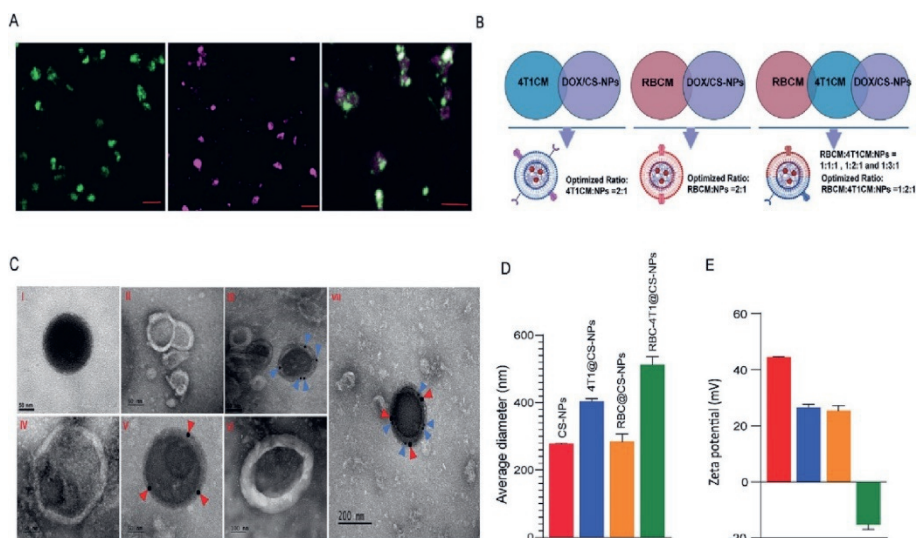 A
B
4T1CM
DOX/CS-NPs
RBCM
DOX/CS-NPs
RBCM
4T1CM
DOX/CS-NPs
Optimized Ratio:
4T1CM:NPs =2:1
Optimized Ratio:
RBCM:NPs =2:1
RBCM:4T1CM:NPs =
1:1:1 , 1:2:1 and 1:3:1
Optimized Ratio:
RBCM:4T1CM:NPs =1:2:1
C
I
II
III
VII
50 nm
50 nm
IV
V
200 nm
D
Average diameter (nm)
600
400
200
0
CS-NPs
4T1@CS-NPs
RBC@CS-NPs
RBC-4T1@CS-NPs
E
Zeta potential (mV)
60
40
20
0